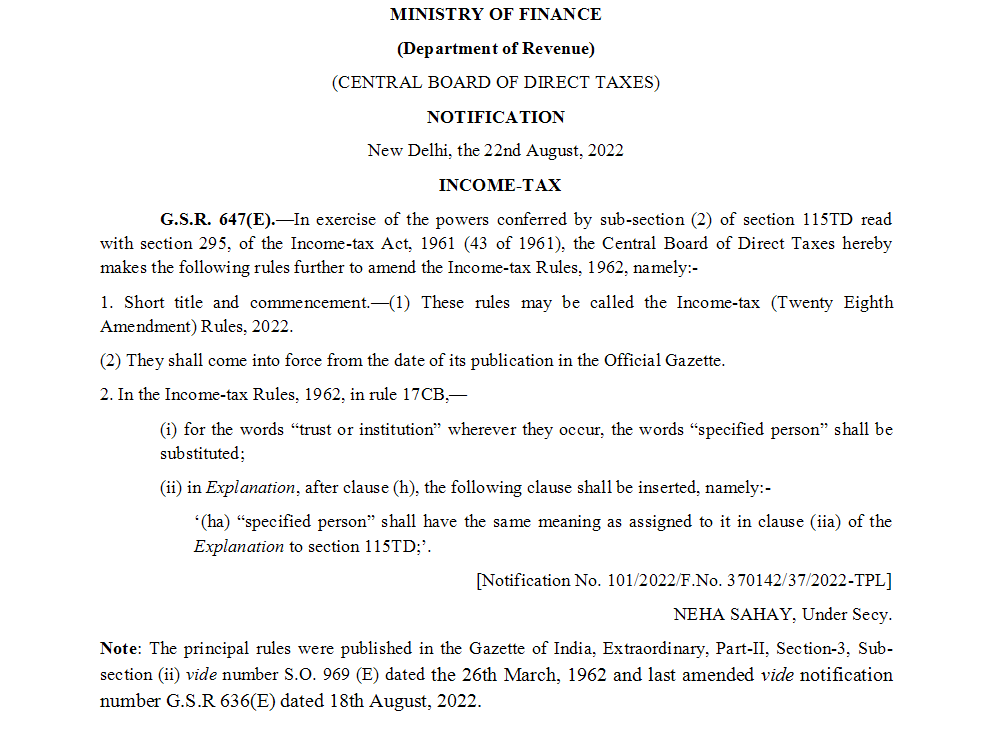 MINISTRY OF FINANCE
(Department of Revenue)
(CENTRAL BOARD OF DIRECT TAXES)
NOTIFICATION
New Delhi, the 22nd August, 2022
INCOME-TAX
G.S.R. 647(E).—In exercise of the powers conferred by sub-section (2) of section 115TD read
with section 295, of the Income-tax Act, 1961 (43 of 1961), the Central Board of Direct Taxes hereby
makes the following rules further to amend the Income-tax Rules, 1962, namely:-
1. Short title and commencement.—(1) These rules may be called the Income-tax (Twenty Eighth
Amendment) Rules, 2022.
(2) They shall come into force from the date of its publication in the Official Gazette.
2. In the Income-tax Rules, 1962, in rule 17CB,—
(i) for the words “trust or institution” wherever they occur, the words “specified person” shall be
substituted;
(ii) in Explanation, after clause (h), the following clause shall be inserted, namely:-
‘(ha) “specified person” shall have the same meaning as assigned to it in clause (iia) of the
Explanation to section 115TD;’.
[Notification No. 101/2022/F.No. 370142/37/2022-TPL]
NEHA SAHAY, Under Secy.
Note: The principal rules were published in the Gazette of India, Extraordinary, Part-II, Section-3, Sub-
section (ii) vide number S.O. 969 (E) dated the 26th March, 1962 and last amended vide notification
number G.S.R 636(E) dated 18th August, 2022.